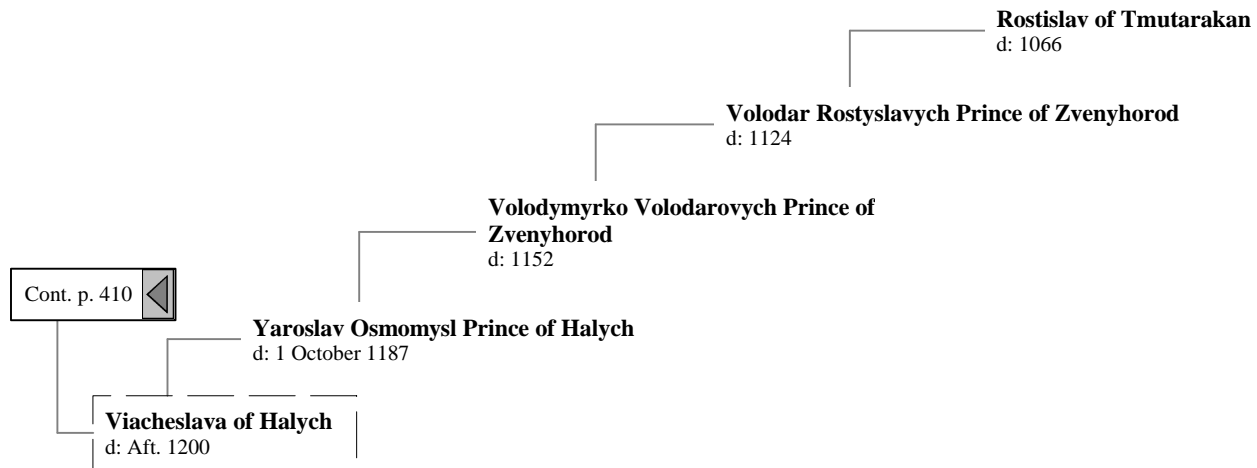 Rostislav of Tmutarakan
d: 1066
Volodar Rostyslavych Prince of Zvenyhorod
d: 1124
Volodymyrko Volodarovych Prince of
Zvenyhorod
d: 1152
Cont. p. 410
Yaroslav Osmomysl Prince of Halych
d: 1 October 1187
Viacheslava of Halych
d: Aft. 1200